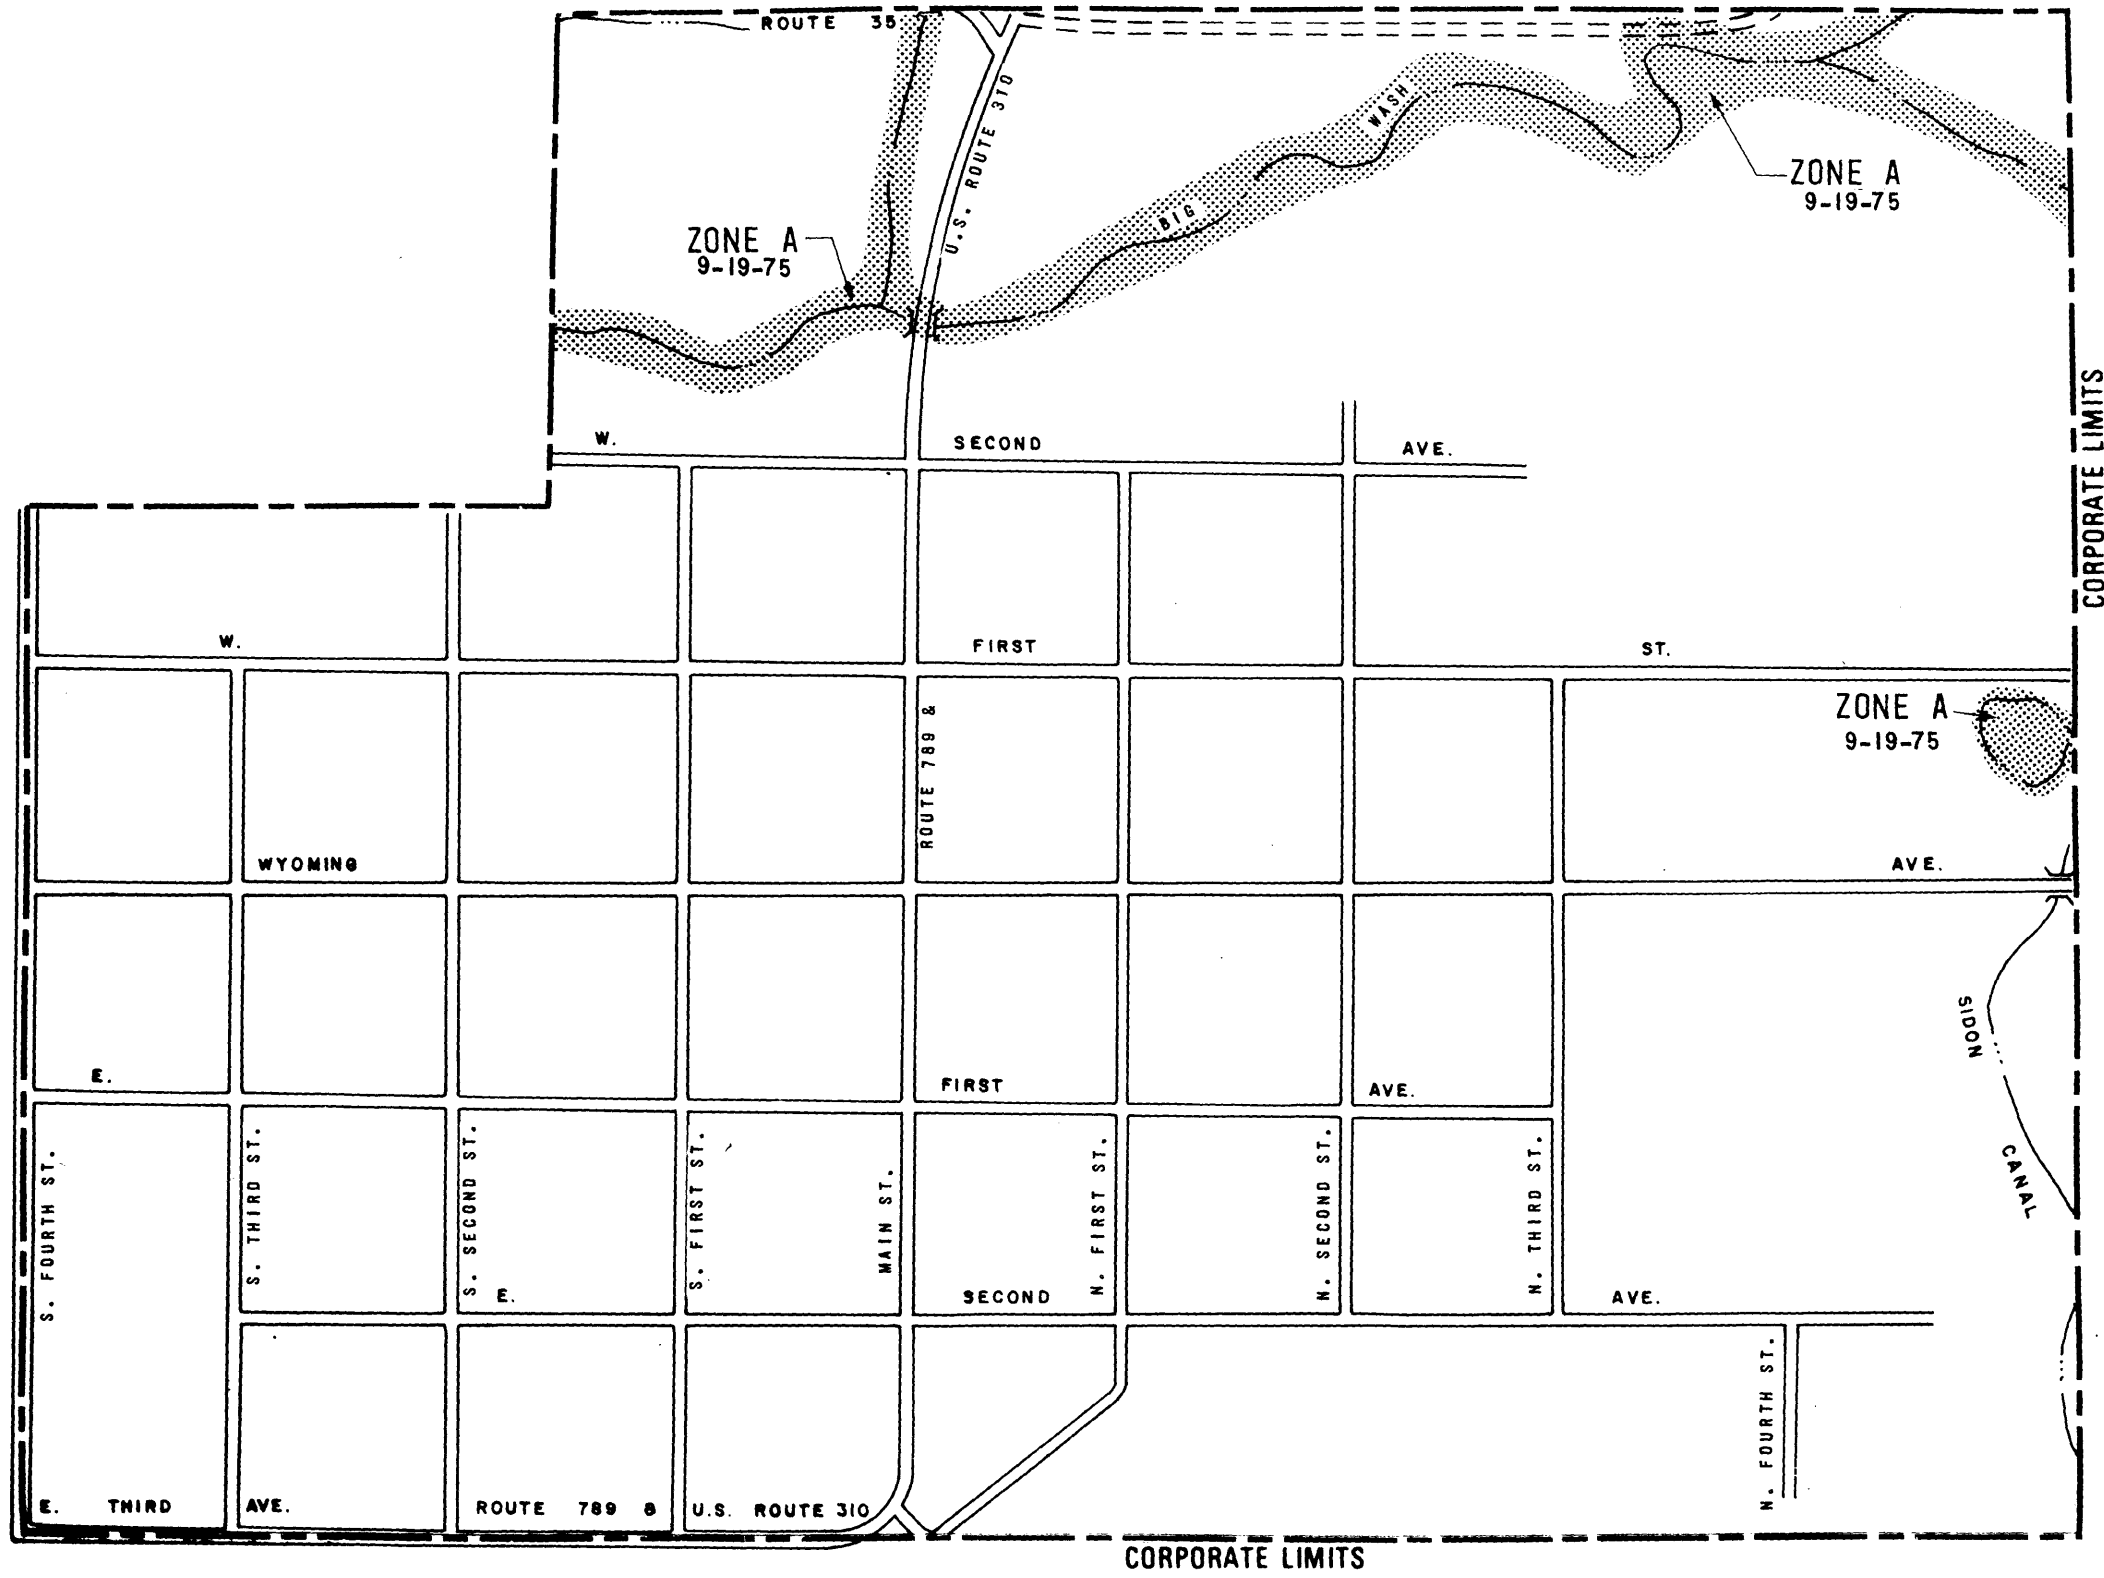 ROUTE 35
U.S. ROUTE 310
BIG WASH
ZONE A
9-19-75
ZONE A
9-19-75
W. SECOND AVE.
CORPORATE LIMITS
W. FIRST ST.
ROUTE 789 &
ZONE A
9-19-75
WYOMING AVE.
SIDON CANAL
E. FIRST AVE.
S. FOURTH ST.
S. THIRD ST.
S. SECOND ST.
S. FIRST ST.
MAIN ST.
N. FIRST ST.
N. SECOND ST.
N. THIRD ST.
E. SECOND AVE.
N. FOURTH ST.
E. THIRD AVE.
ROUTE 789 & U.S. ROUTE 310
CORPORATE LIMITS